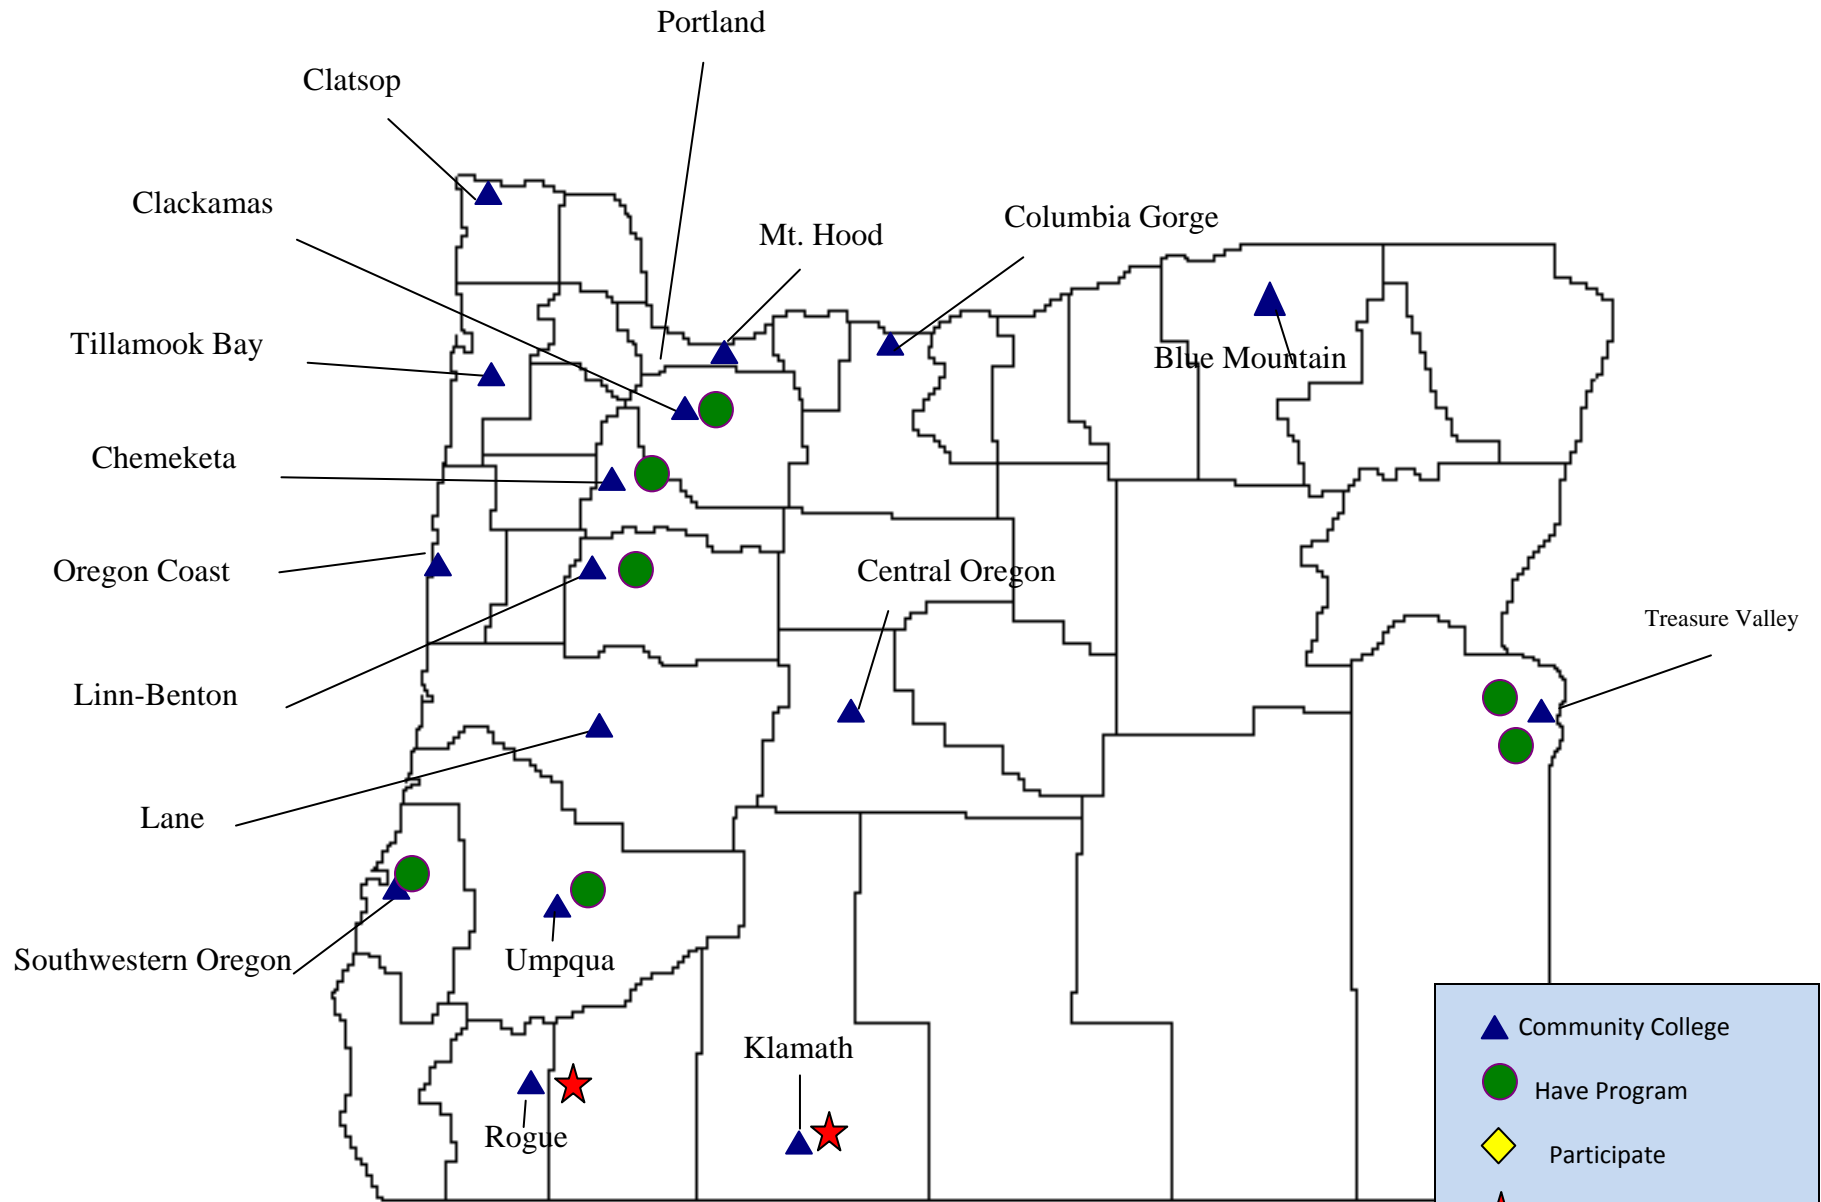 Portland
Clatsop
Clackamas
Mt. Hood
Columbia Gorge
Tillamook Bay
Blue Mountain
Chemeketa
Oregon Coast
Central Oregon
Treasure Valley
Linn-Benton
Lane
Southwestern Oregon
Umpqua
Klamath
Rogue
Community College
Have Program
Participate